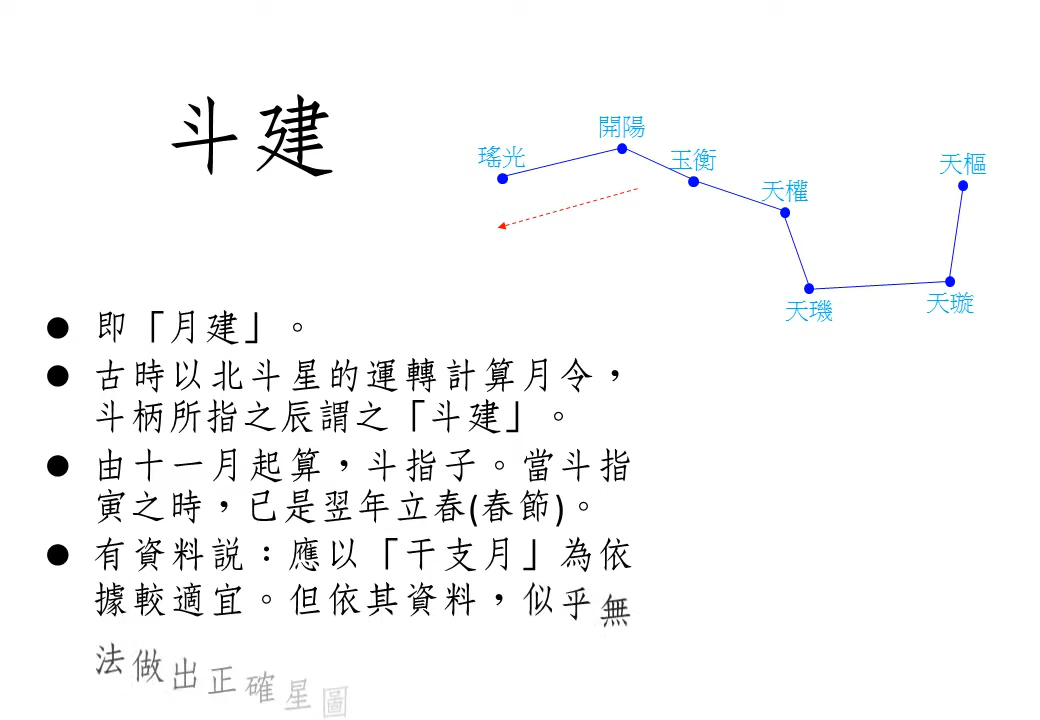 斗建
開陽
瑤光
玉衡
天樞
天權
天璇
天璣
● 即「月建」。
● 古時以北斗星的運轉計算月令，
斗柄所指之辰謂之「斗建」。
● 由十一月起算，斗指子。當斗指
寅之時，已是翌年立春(春節)。
● 有資料說：應以「干支月」為依
據較適宜。但依其資料，似乎無
法做出正確星圖